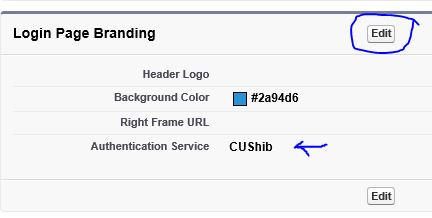 Login Page Branding Edit
Header Logo
Background Color #2a94d6
Right Frame URL
Authentication Service CUShib
Edit